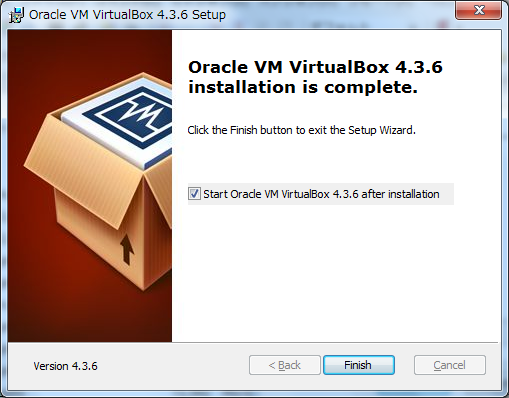 Oracle VM VirtualBox 4.3.6 Setup
Oracle VM VirtualBox 4.3.6
installation is complete.
Click the Finish button to exit the Setup Wizard.
Start Oracle VM VirtualBox 4.3.6 after installation
Version 4.3.6
< Back
Finish
Cancel